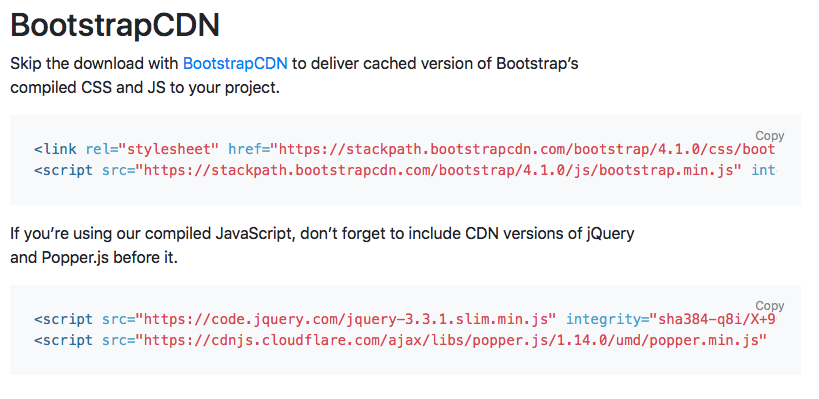 BootstrapCDN
Skip the download with BootstrapCDN to deliver cached version of Bootstrap’s
compiled CSS and JS to your project.
Copy
<link rel="stylesheet" href="https://stackpath.bootstrapcdn.com/bootstrap/4.1.0/css/boot
<script src="https://stackpath.bootstrapcdn.com/bootstrap/4.1.0/js/bootstrap.min.js" int
If you’re using our compiled JavaScript, don’t forget to include CDN versions of jQuery
and Popper.js before it.
Copy
<script src="https://code.jquery.com/jquery-3.3.1.slim.min.js" integrity="sha384-q8i/X+9
<script src="https://cdnjs.cloudflare.com/ajax/libs/popper.js/1.14.0/umd/popper.min.js"